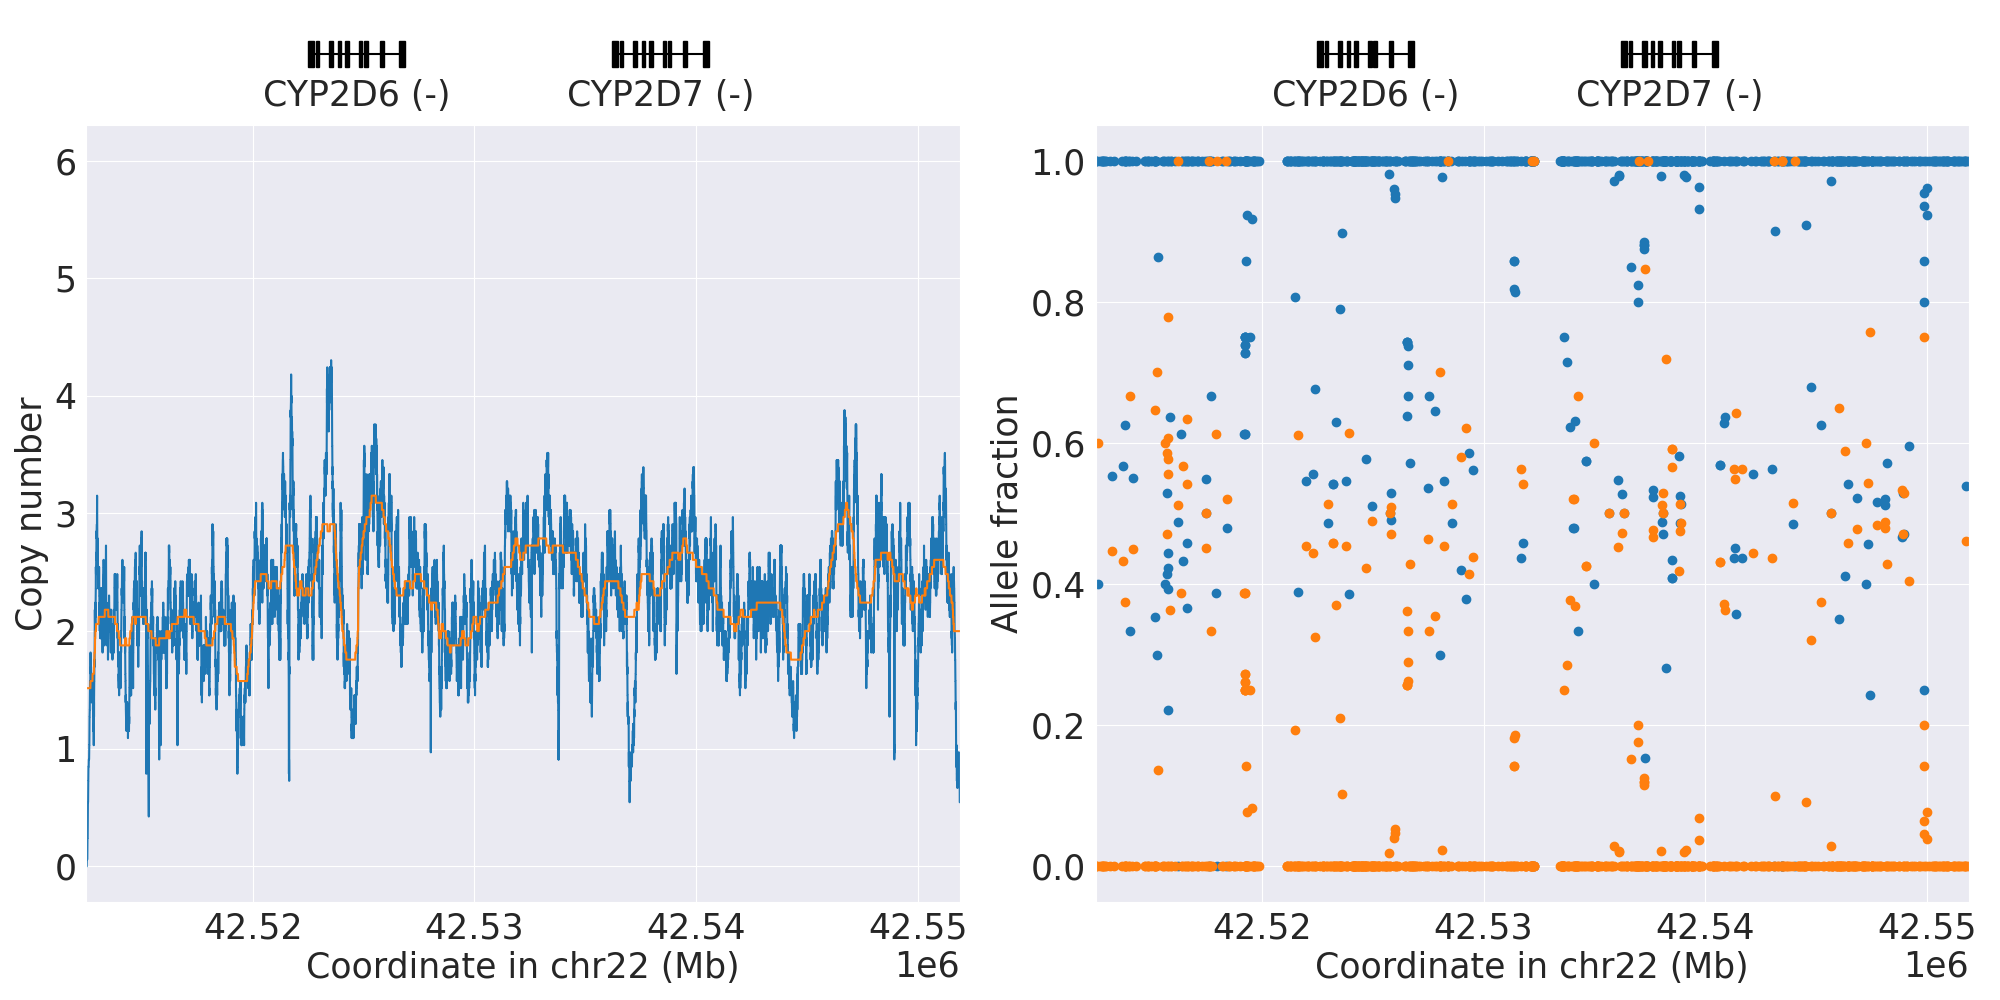 CYP2D6 (-) CYP2D7 (-)
6
5
4
3
2
1
0
Copy number
42.52 42.53 42.54 42.55
Coordinate in chr22 (Mb) 1e6
CYP2D6 (-) CYP2D7 (-)
1.0
0.8
0.6
0.4
0.2
0.0
Allele fraction
42.52 42.53 42.54 42.55
Coordinate in chr22 (Mb) 1e6